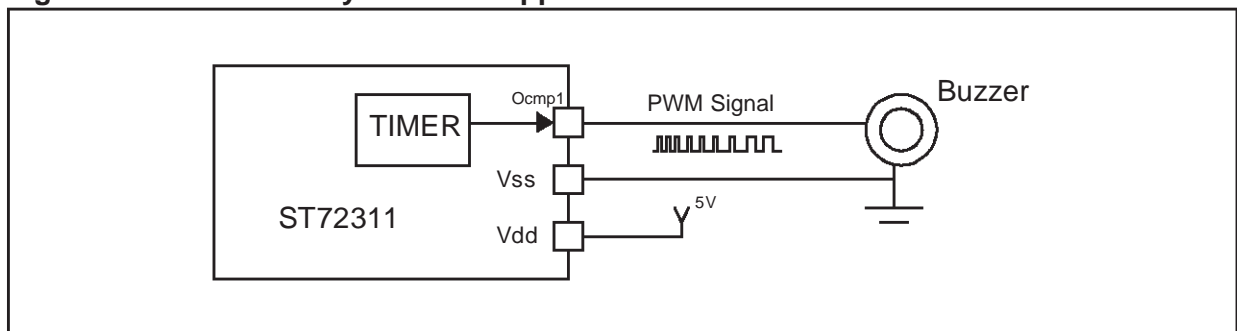 Ocmp1
PWM Signal
Buzzer
TIMER
Vss
5V
ST72311
Vdd